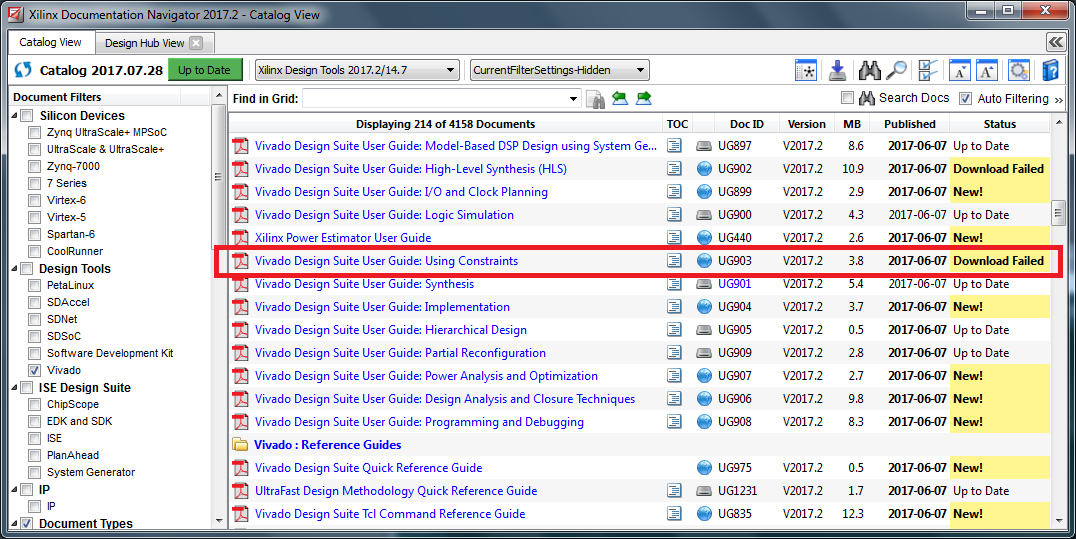 Xilinx Documentation Navigator 2017.2 - Catalog View
Catalog View Design Hub View
Catalog 2017.07.28 Up to Date Xilinx Design Tools 2017.2/14.7 CurrentFilterSettings-Hidden
Document Filters
Silicon Devices
Zynq UltraScale+ MPSoC
UltraScale & UltraScale+
Zynq-7000
7 Series
Virtex-6
Virtex-5
Spartan-6
CoolRunner
Design Tools
PetaLinux
SDAccel
SDNet
SDSoC
Software Development Kit
Vivado
ISE Design Suite
ChipScope
EDK and SDK
ISE
PlanAhead
System Generator
IP
IP
Document Types
Find in Grid: Search Docs Auto Filtering »
Displaying 214 of 4158 Documents TOC Doc ID Version MB Published Status
Vivado Design Suite User Guide: Model-Based DSP Design using System Ge... UG897 V2017.2 8.6 2017-06-07 Up to Date
Vivado Design Suite User Guide: High-Level Synthesis (HLS) UG902 V2017.2 10.9 2017-06-07 Download Failed
Vivado Design Suite User Guide: I/O and Clock Planning UG899 V2017.2 2.9 2017-06-07 New!
Vivado Design Suite User Guide: Logic Simulation UG900 V2017.2 4.3 2017-06-07 Up to Date
Xilinx Power Estimator User Guide UG440 V2017.2 2.6 2017-06-07 New!
Vivado Design Suite User Guide: Using Constraints UG903 V2017.2 3.8 2017-06-07 Download Failed
Vivado Design Suite User Guide: Synthesis UG901 V2017.2 5.4 2017-06-07 Up to Date
Vivado Design Suite User Guide: Implementation UG904 V2017.2 3.7 2017-06-07 New!
Vivado Design Suite User Guide: Hierarchical Design UG905 V2017.2 0.5 2017-06-07 Up to Date
Vivado Design Suite User Guide: Partial Reconfiguration UG909 V2017.2 2.8 2017-06-07 Up to Date
Vivado Design Suite User Guide: Power Analysis and Optimization UG907 V2017.2 2.7 2017-06-07 New!
Vivado Design Suite User Guide: Design Analysis and Closure Techniques UG906 V2017.2 9.8 2017-06-07 New!
Vivado Design Suite User Guide: Programming and Debugging UG908 V2017.2 8.3 2017-06-07 New!
Vivado : Reference Guides
Vivado Design Suite Quick Reference Guide UG975 V2017.2 0.5 2017-06-07 New!
UltraFast Design Methodology Quick Reference Guide UG1231 V2017.2 1.7 2017-06-07 Up to Date
Vivado Design Suite Tcl Command Reference Guide UG835 V2017.2 12.3 2017-06-07 New!